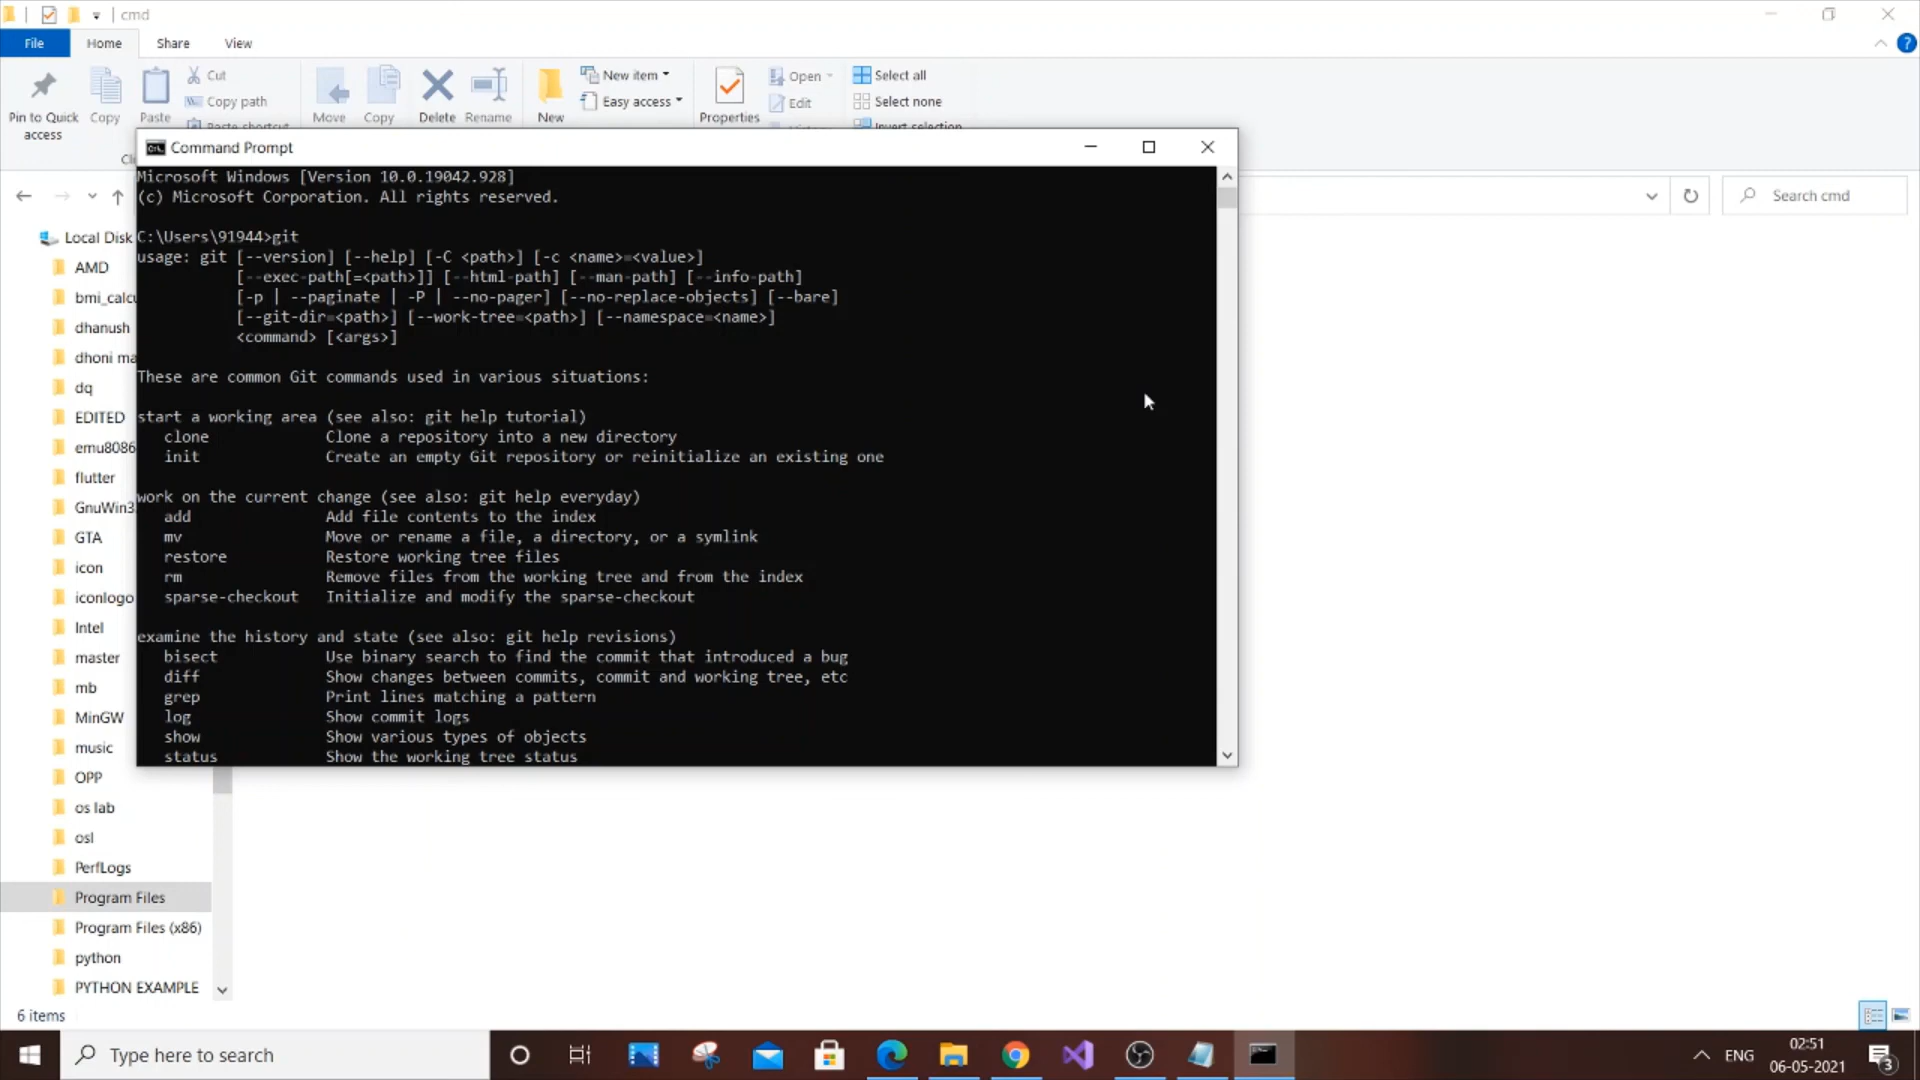 cmd
File Home Share View
Pin to Quick access
Copy
Paste
Cut
Copy path
Paste shortcut
Move
Copy
Delete
Rename
New
New item
Easy access
Properties
Open
Edit
Select all
Select none
Invert selection
Search cmd
Command Prompt
Microsoft Windows [Version 10.0.19042.928]
(c) Microsoft Corporation. All rights reserved.
C:\Users\91944>git
usage: git [--version] [--help] [-C <path>] [-c <name>=<value>]
[--exec-path[=<path>]] [--html-path] [--man-path] [--info-path]
[-p | --paginate | -P | --no-pager] [--no-replace-objects] [--bare]
[--git-dir=<path>] [--work-tree=<path>] [--namespace=<name>]
<command> [<args>]
These are common Git commands used in various situations:
start a working area (see also: git help tutorial)
clone Clone a repository into a new directory
init Create an empty Git repository or reinitialize an existing one
work on the current change (see also: git help everyday)
add Add file contents to the index
mv Move or rename a file, a directory, or a symlink
restore Restore working tree files
rm Remove files from the working tree and from the index
sparse-checkout Initialize and modify the sparse-checkout
examine the history and state (see also: git help revisions)
bisect Use binary search to find the commit that introduced a bug
diff Show changes between commits, commit and working tree, etc
grep Print lines matching a pattern
log Show commit logs
show Show various types of objects
status Show the working tree status
Local Disk
AMD
bmi_calcu
dhanush
dhoni ma
dq
EDITED
emu8086
flutter
GnuWin3
GTA
icon
iconlogo
Intel
master
mb
MinGW
music
OPP
os lab
osl
PerfLogs
Program Files
Program Files (x86)
python
PYTHON EXAMPLE
6 items
Type here to search
ENG
02:51
06-05-2021
3